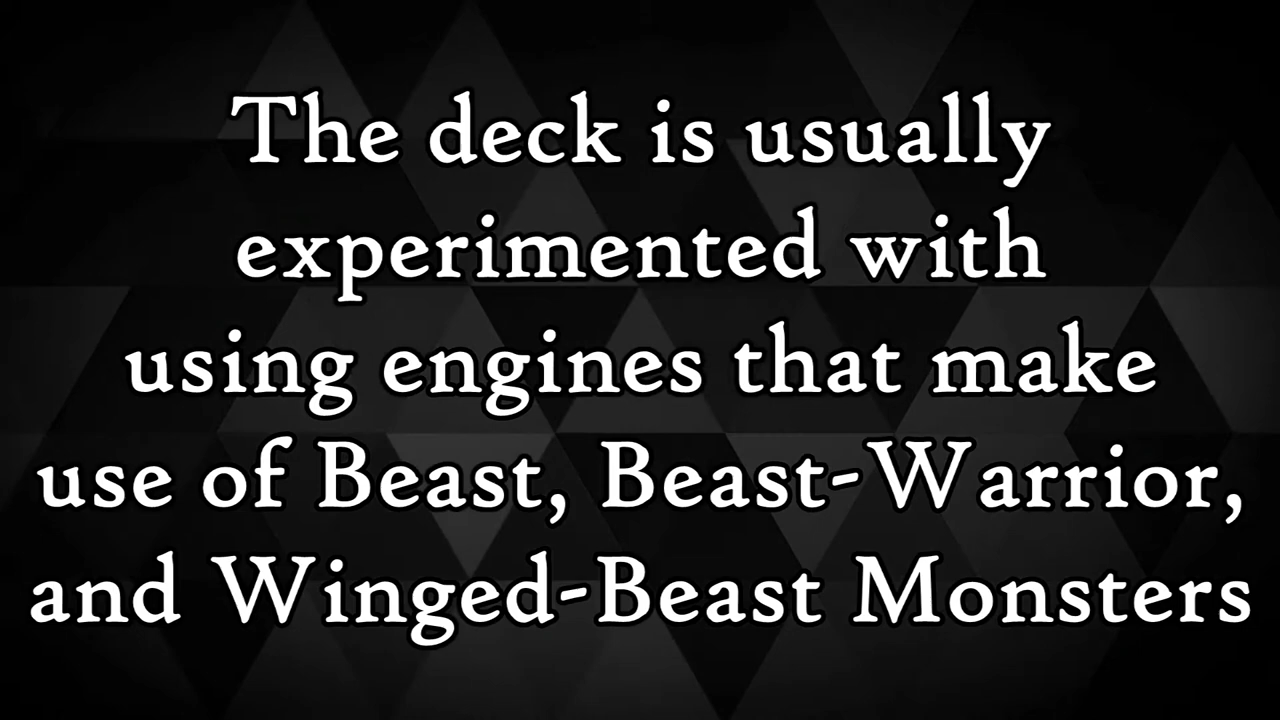 The deck is usually
experimented with
using engines that make
use of Beast, Beast-Warrior,
and Winged-Beast Monsters